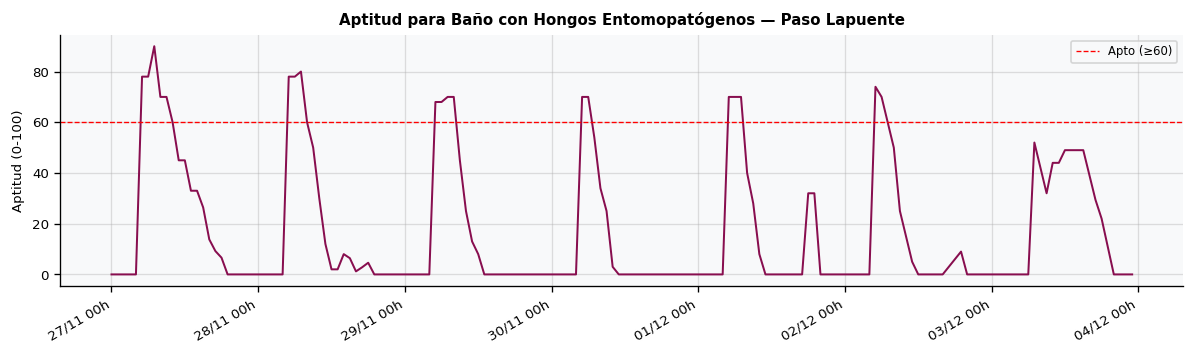 Aptitud para Baño con Hongos Entomopatógenos — Paso Lapuente
Apto (≥60)
Aptitud (0-100)
80
60
40
20
0
27/11 00h
28/11 00h
29/11 00h
30/11 00h
01/12 00h
02/12 00h
03/12 00h
04/12 00h